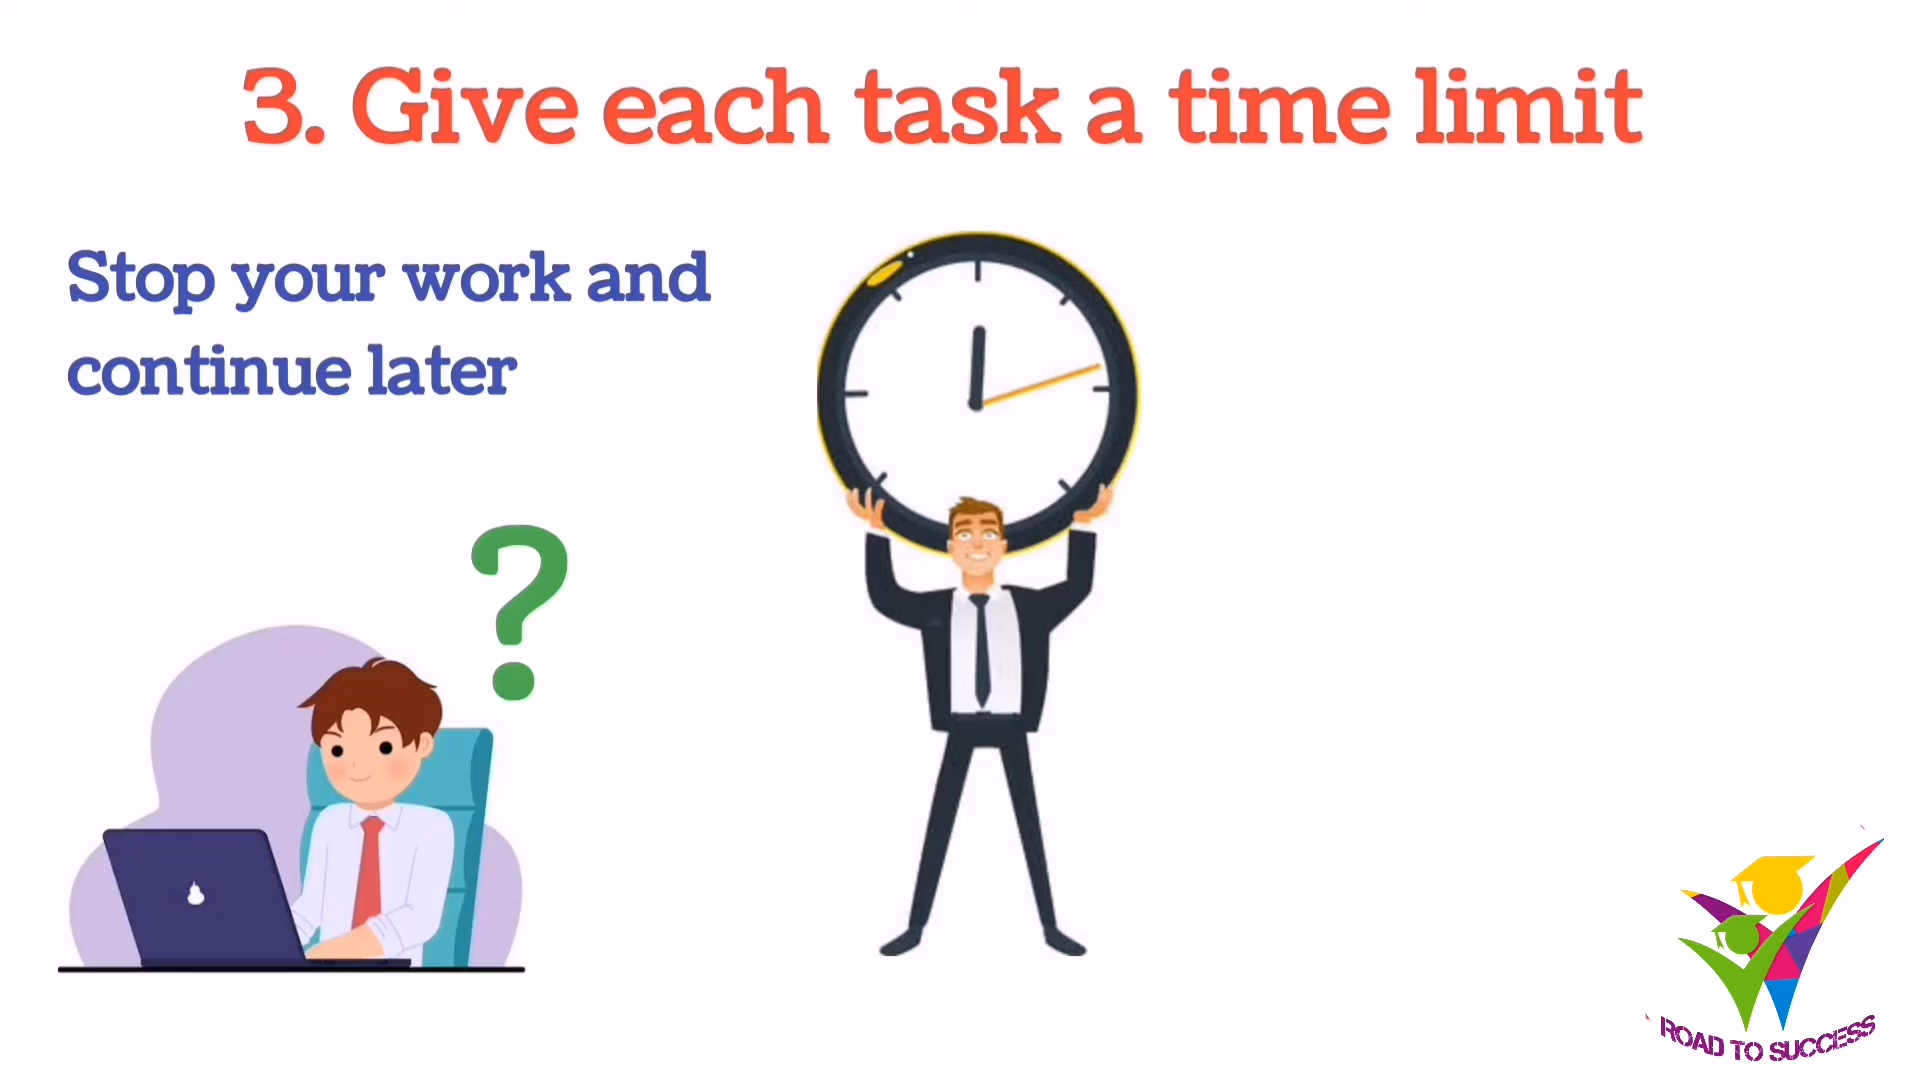 3. Give each task a time limit
Stop your work and
continue later
?
ROAD TO SUCCESS